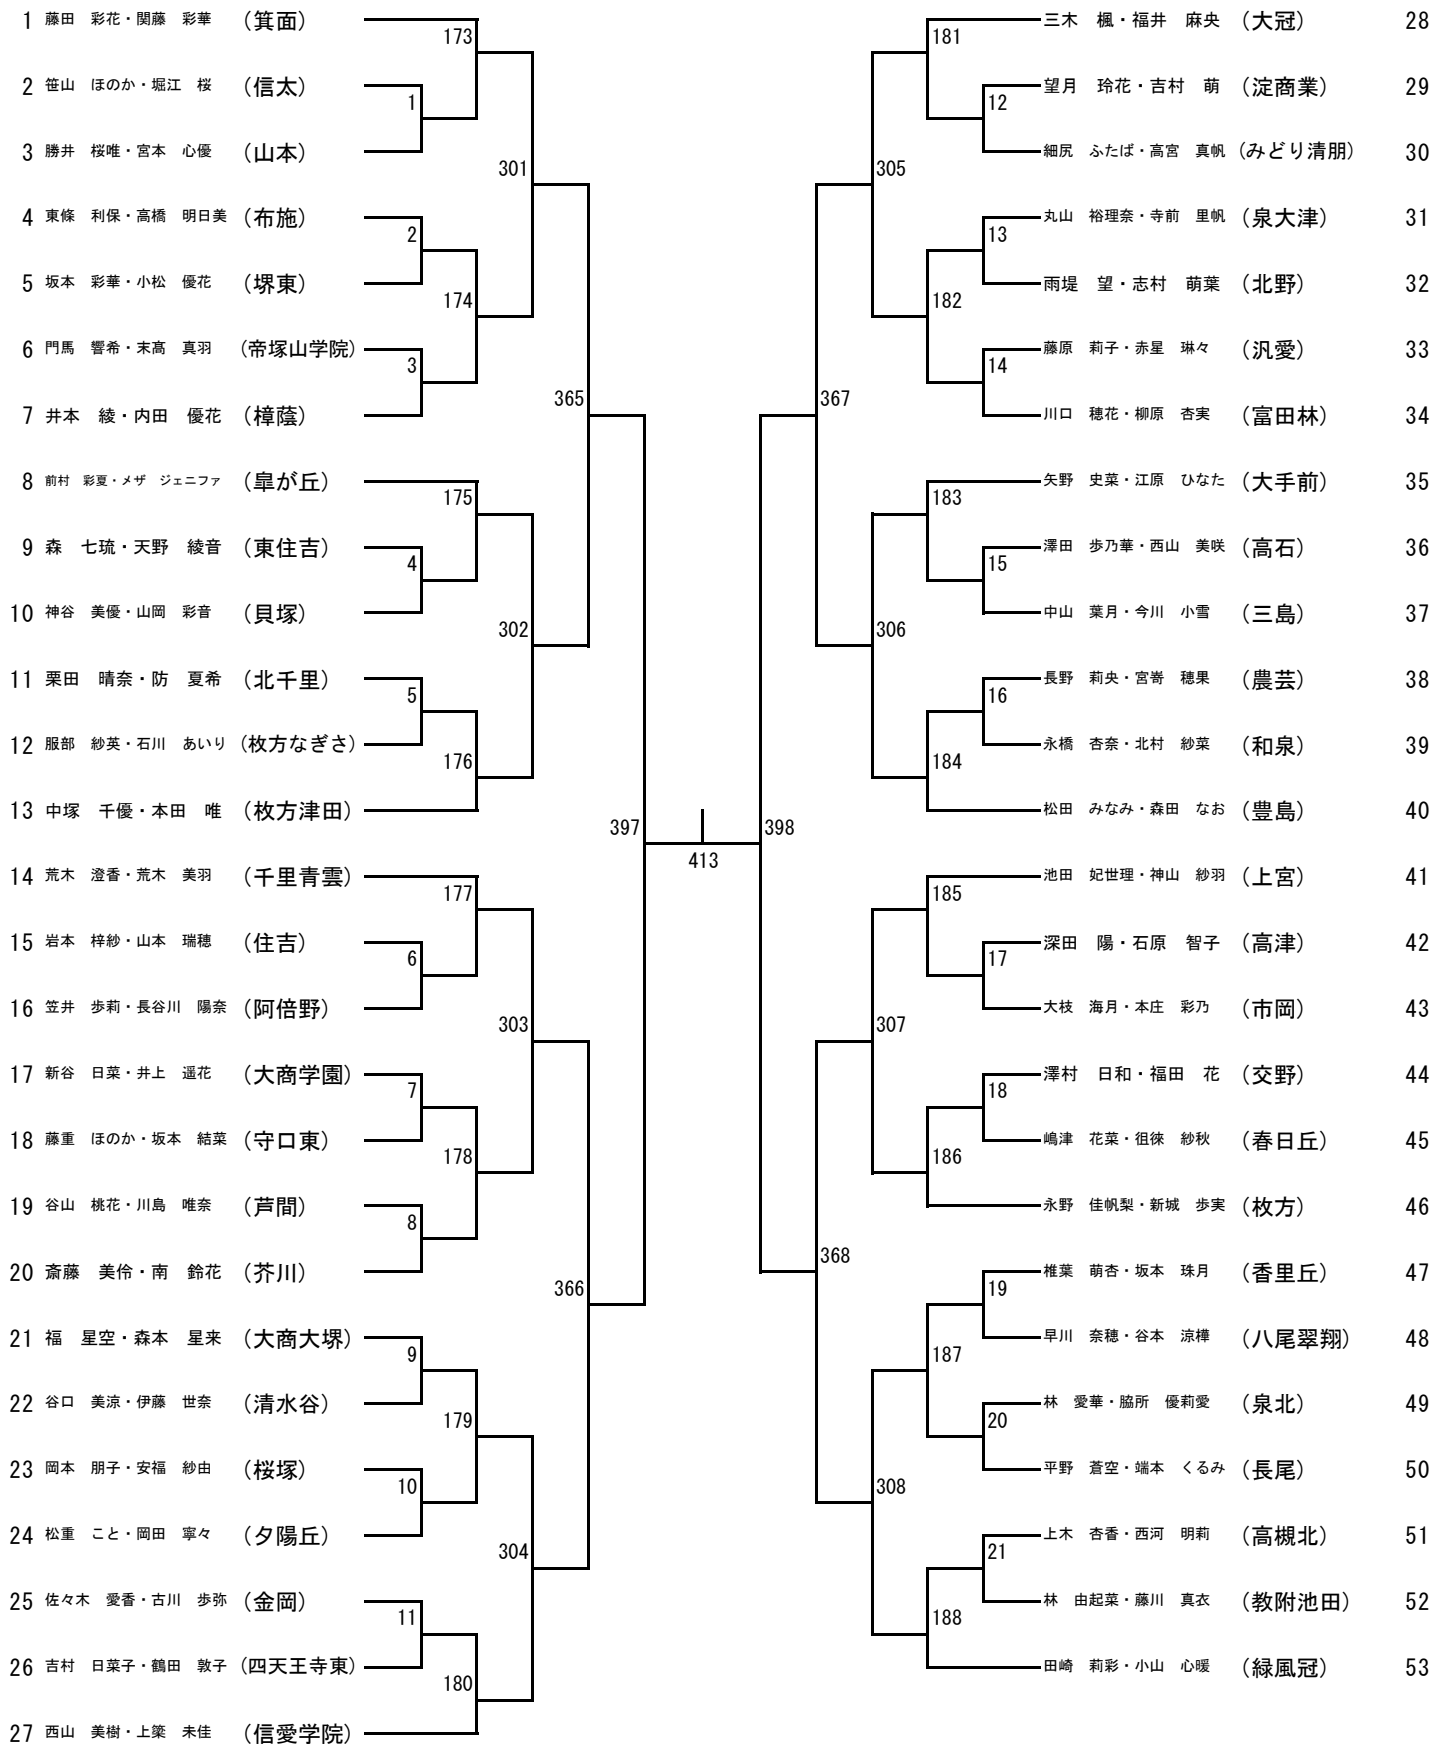 1 藤田 彩花・関藤 彩華 (箕面)
173
2 笹山 ほのか・堀江 桜 (信太)
1
3 勝井 桜唯・宮本 心優 (山本)
301
4 東條 利保・高橋 明日美 (布施)
2
5 坂本 彩華・小松 優花 (堺東)
174
6 門馬 響希・末髙 真羽 (帝塚山学院)
3
365
7 井本 綾・内田 優花 (樟蔭)
8 前村 彩夏・メザ ジェニファ (皐が丘)
175
9 森 七琉・天野 綾音 (東住吉)
4
10 神谷 美優・山岡 彩音 (貝塚)
302
11 栗田 晴奈・防 夏希 (北千里)
5
12 服部 紗英・石川 あいり (枚方なぎさ)
176
13 中塚 千優・本田 唯 (枚方津田)
397
14 荒木 澄香・荒木 美羽 (千里青雲)
177
15 岩本 梓紗・山本 瑞穂 (住吉)
6
16 笠井 歩莉・長谷川 陽奈 (阿倍野)
303
17 新谷 日菜・井上 遥花 (大商学園)
7
18 藤重 ほのか・坂本 結菜 (守口東)
178
19 谷山 桃花・川島 唯奈 (芦間)
8
20 斎藤 美伶・南 鈴花 (芥川)
366
21 福 星空・森本 星来 (大商大堺)
9
22 谷口 美涼・伊藤 世奈 (清水谷)
179
23 岡本 朋子・安福 紗由 (桜塚)
10
24 松重 こと・岡田 寧々 (夕陽丘)
304
25 佐々木 愛香・古川 歩弥 (金岡)
11
26 吉村 日菜子・鶴田 敦子 (四天王寺東)
180
27 西山 美樹・上簗 未佳 (信愛学院)
413
三木 楓・福井 麻央 (大冠) 28
181
望月 玲花・吉村 萌 (淀商業) 29
12
細尻 ふたば・高宮 真帆 (みどり清朋) 30
305
丸山 裕理奈・寺前 里帆 (泉大津) 31
13
雨堤 望・志村 萌葉 (北野) 32
182
藤原 莉子・赤星 琳々 (汎愛) 33
14
367
川口 穂花・柳原 杏実 (富田林) 34
矢野 史菜・江原 ひなた (大手前) 35
183
澤田 歩乃華・西山 美咲 (高石) 36
15
中山 葉月・今川 小雪 (三島) 37
306
長野 莉央・宮嵜 穂果 (農芸) 38
16
永橋 杏奈・北村 紗菜 (和泉) 39
184
松田 みなみ・森田 なお (豊島) 40
398
池田 妃世理・神山 紗羽 (上宮) 41
185
深田 陽・石原 智子 (高津) 42
17
大枝 海月・本庄 彩乃 (市岡) 43
307
澤村 日和・福田 花 (交野) 44
18
嶋津 花菜・徂徠 紗秋 (春日丘) 45
186
永野 佳帆梨・新城 歩実 (枚方) 46
368
椎葉 萌杏・坂本 珠月 (香里丘) 47
19
早川 奈穂・谷本 涼樺 (八尾翠翔) 48
187
林 愛華・脇所 優莉愛 (泉北) 49
20
平野 蒼空・端本 くるみ (長尾) 50
308
上木 杏香・西河 明莉 (高槻北) 51
21
林 由起菜・藤川 真衣 (教附池田) 52
188
田崎 莉彩・小山 心暖 (緑風冠) 53